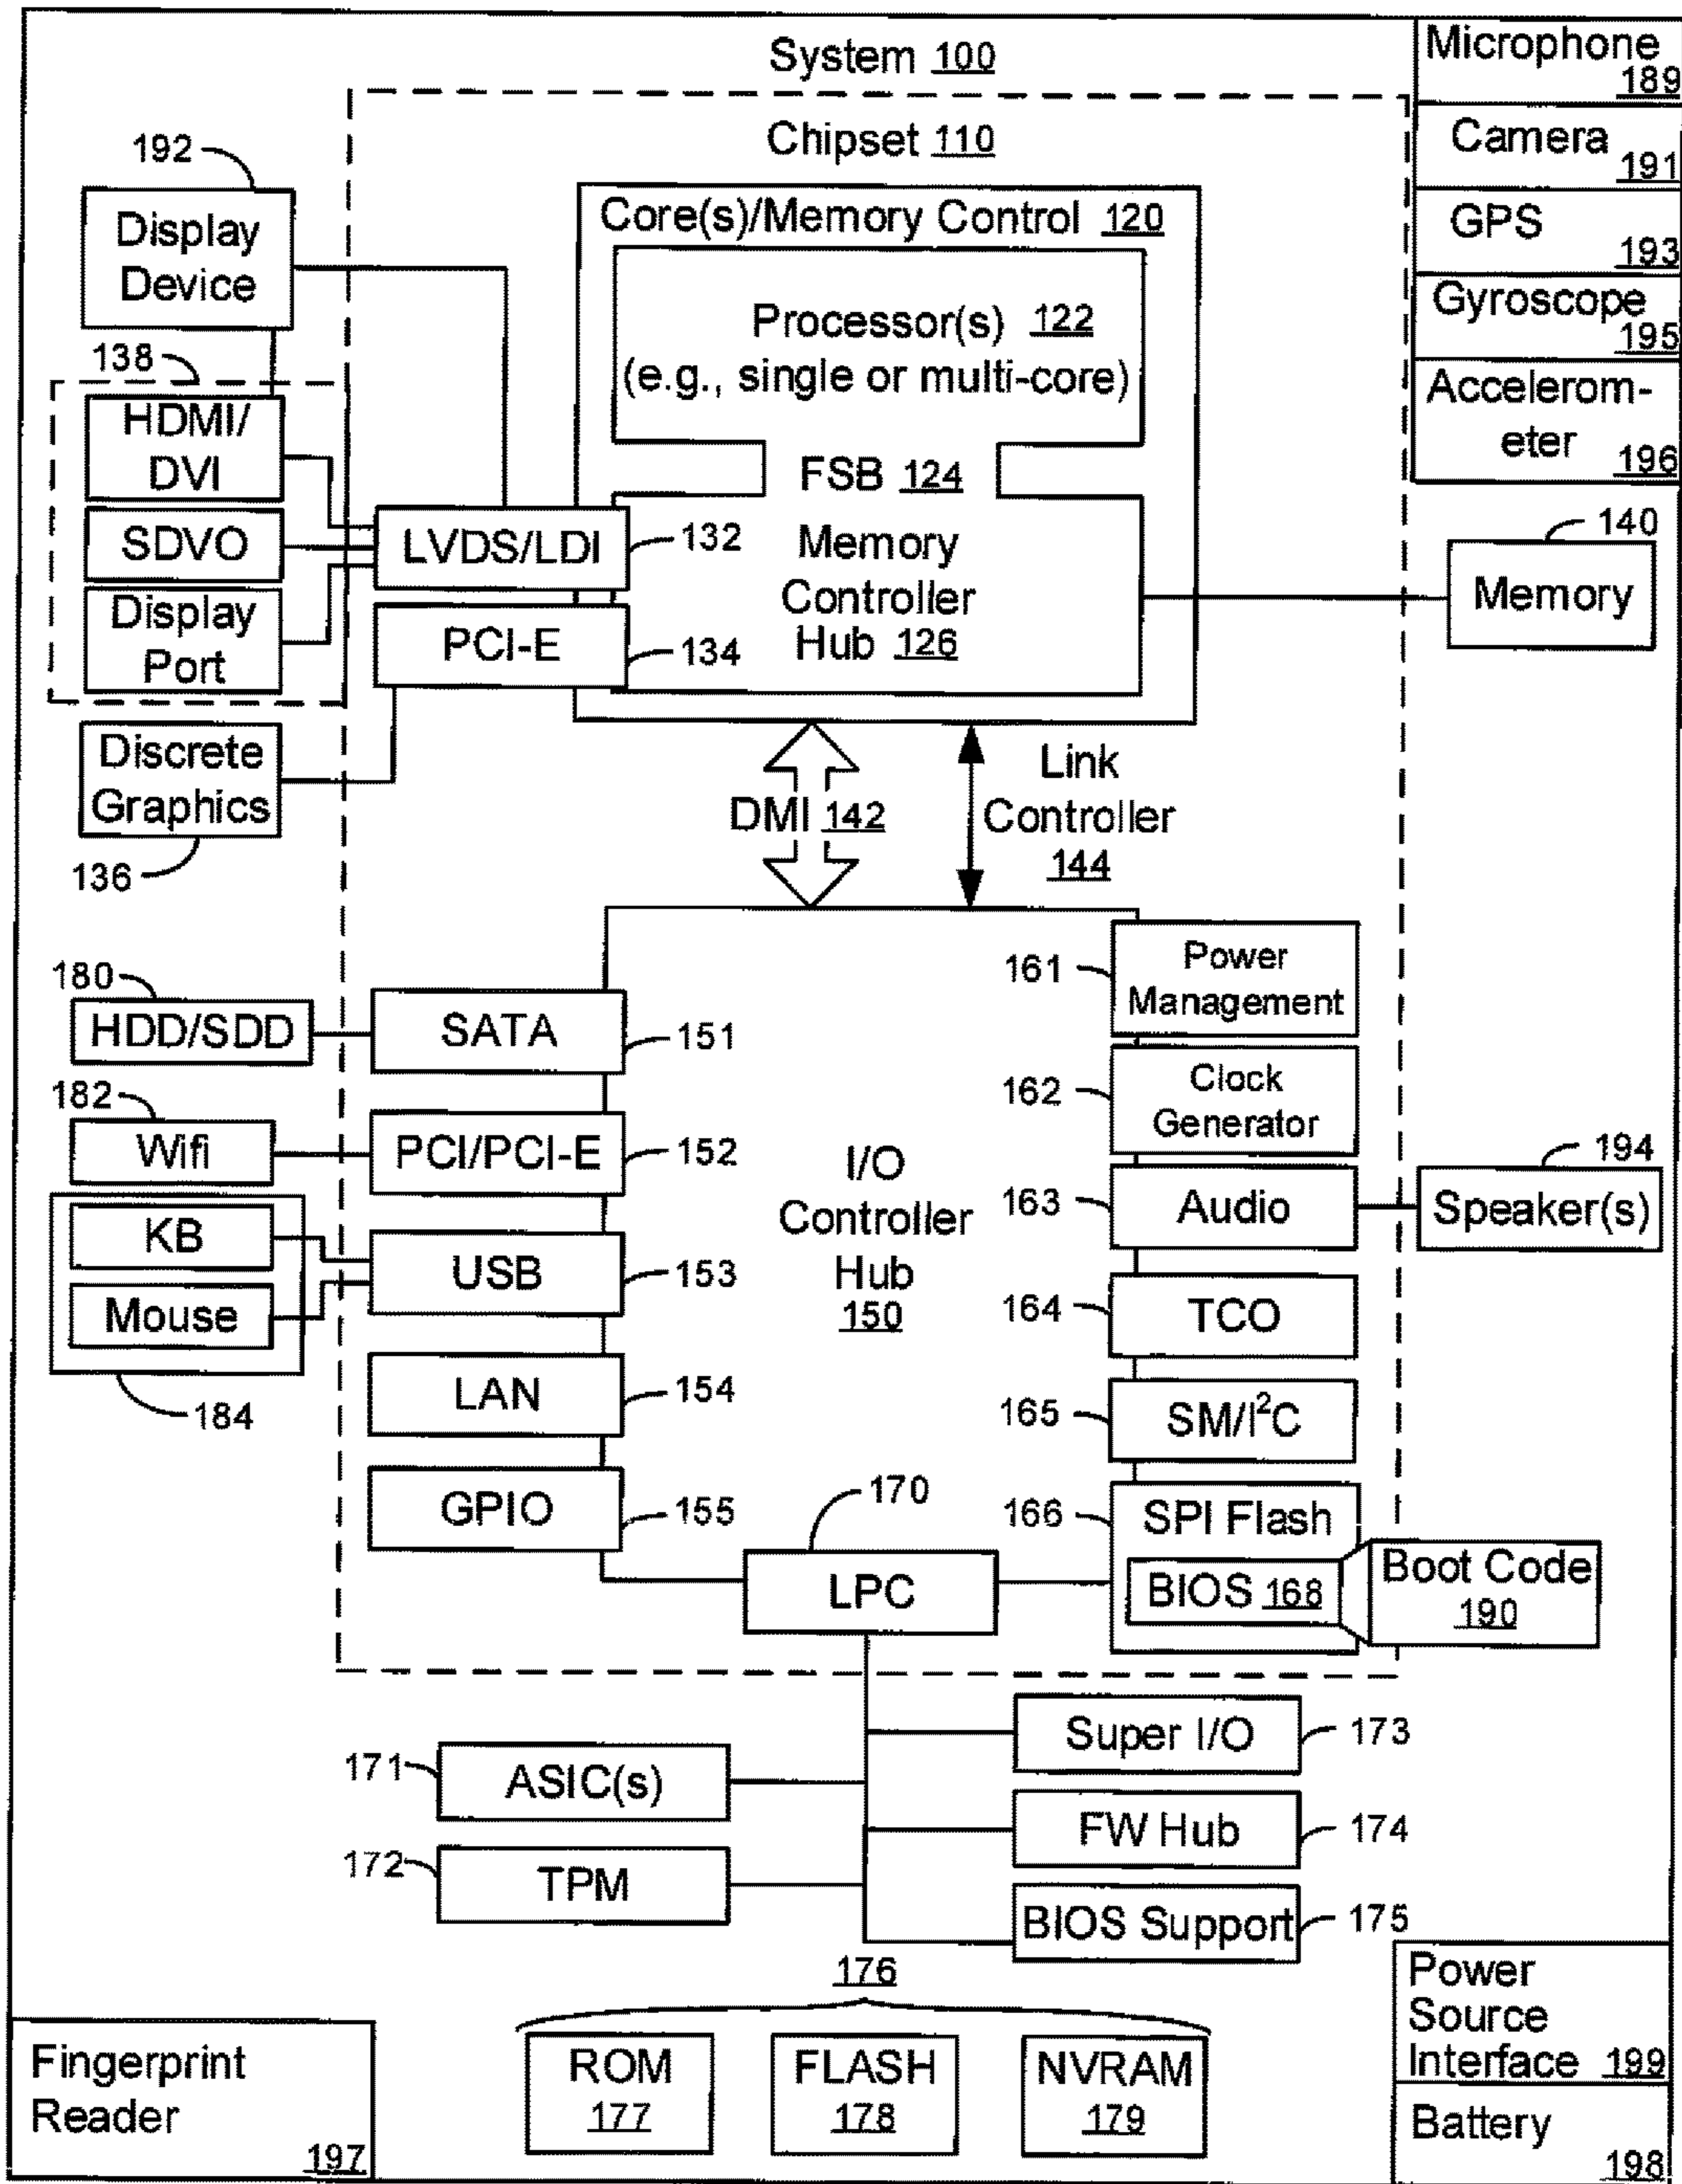 System 100
Microphone
189
Camera
191
GPS
193
Gyroscope
195
Accelerom-
eter
196
Chipset 110
192
Display
Device
138
HDMI/
DVI
SDVO
Display
Port
Discrete
Graphics
136
Core(s)/Memory Control 120
Processor(s) 122
(e.g., single or multi-core)
FSB 124
Memory
Controller
Hub 126
LVDS/LDI
132
PCI-E
134
140
Memory
DMI 142
Link
Controller
144
180
HDD/SDD
182
Wifi
KB
Mouse
184
SATA
151
PCI/PCI-E
152
USB
153
LAN
154
GPIO
155
I/O
Controller
Hub
150
161
Power
Management
162
Clock
Generator
163
Audio
194
Speaker(s)
164
TCO
165
SM/I²C
166
SPI Flash
BIOS 168
Boot Code
190
170
LPC
171
ASIC(s)
172
TPM
Super I/O
173
FW Hub
174
BIOS Support
175
176
ROM
177
FLASH
178
NVRAM
179
Fingerprint
Reader
197
Power
Source
Interface 199
Battery
198